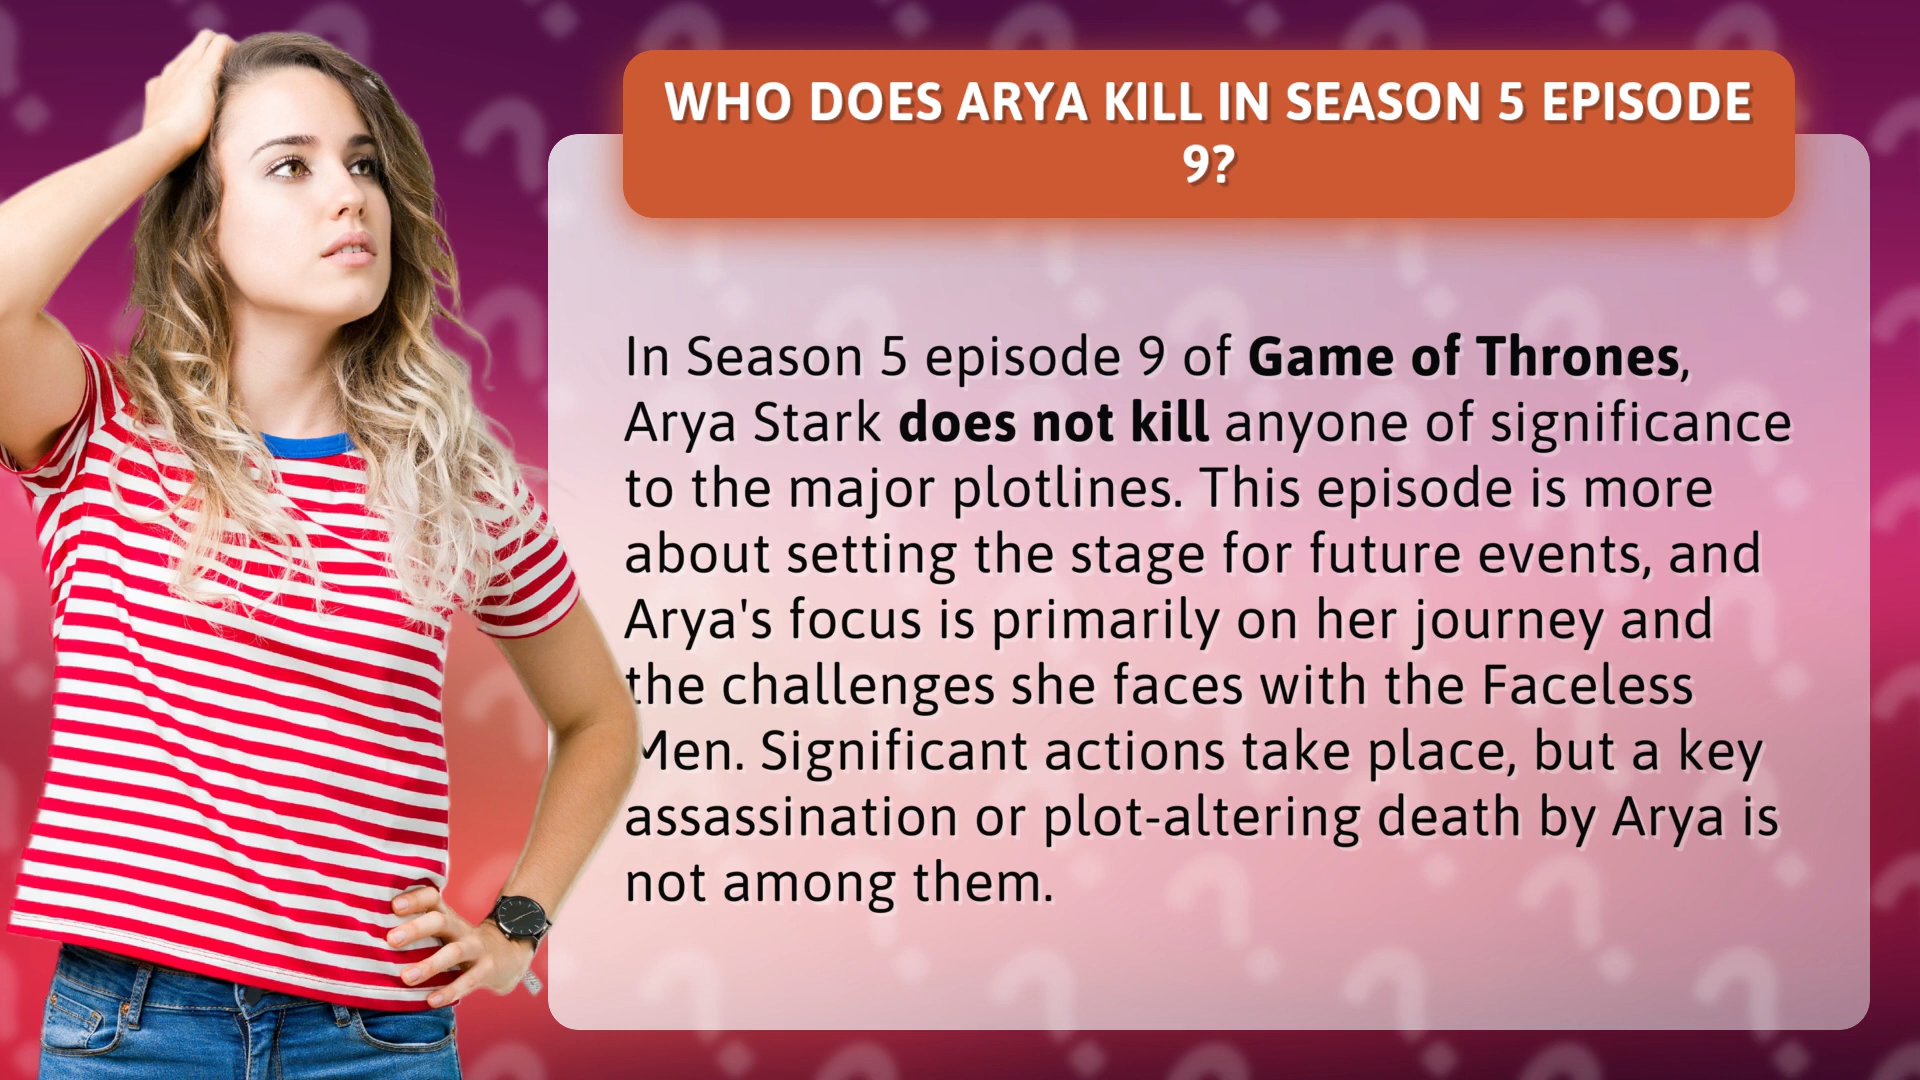 WHO DOES ARYA KILL IN SEASON 5 EPISODE
9?
In Season 5 episode 9 of Game of Thrones,
Arya Stark does not kill anyone of significance
to the major plotlines. This episode is more
about setting the stage for future events, and
Arya's focus is primarily on her journey and
the challenges she faces with the Faceless
Men. Significant actions take place, but a key
assassination or plot-altering death by Arya is
not among them.